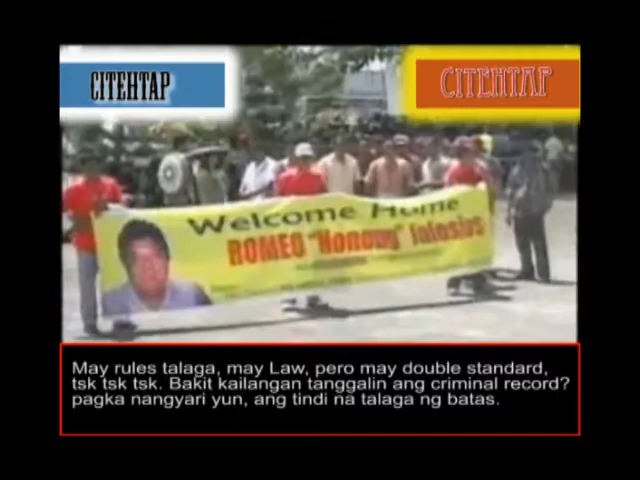 CITEHTAP
CITEHTAP
Welcome Home
ROMEO "Honoug" Jalosjos
May rules talaga, may Law, pero may double standard,
tsk tsk tsk. Bakit kailangan tanggalin ang criminal record?
pagka nangyari yun, ang tindi na talaga ng batas.